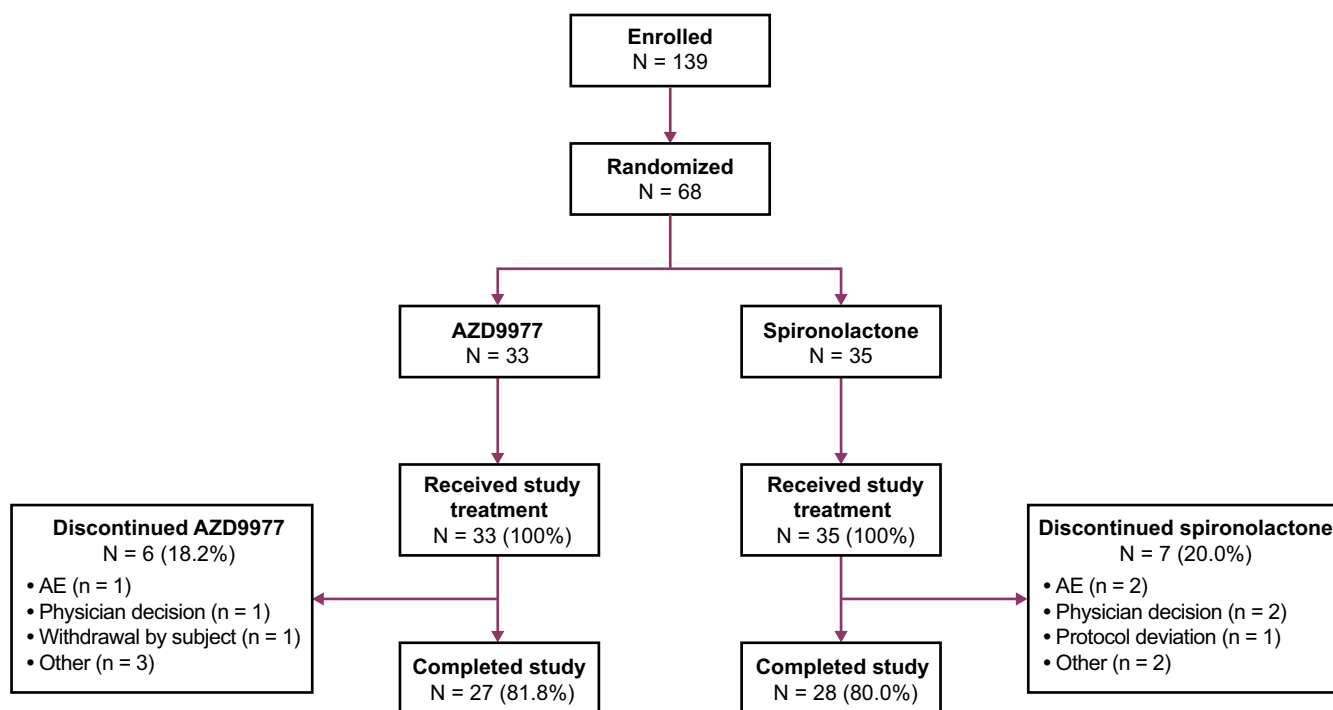 Enrolled
N = 139
Randomized
N = 68
AZD9977
N = 33
Spironolactone
N = 35
Received study
treatment
N = 33 (100%)
Received study
treatment
N = 35 (100%)
Discontinued AZD9977
N = 6 (18.2%)
• AE (n = 1)
• Physician decision (n = 1)
• Withdrawal by subject (n = 1)
• Other (n = 3)
Discontinued spironolactone
N = 7 (20.0%)
• AE (n = 2)
• Physician decision (n = 2)
• Protocol deviation (n = 1)
• Other (n = 2)
Completed study
N = 27 (81.8%)
Completed study
N = 28 (80.0%)